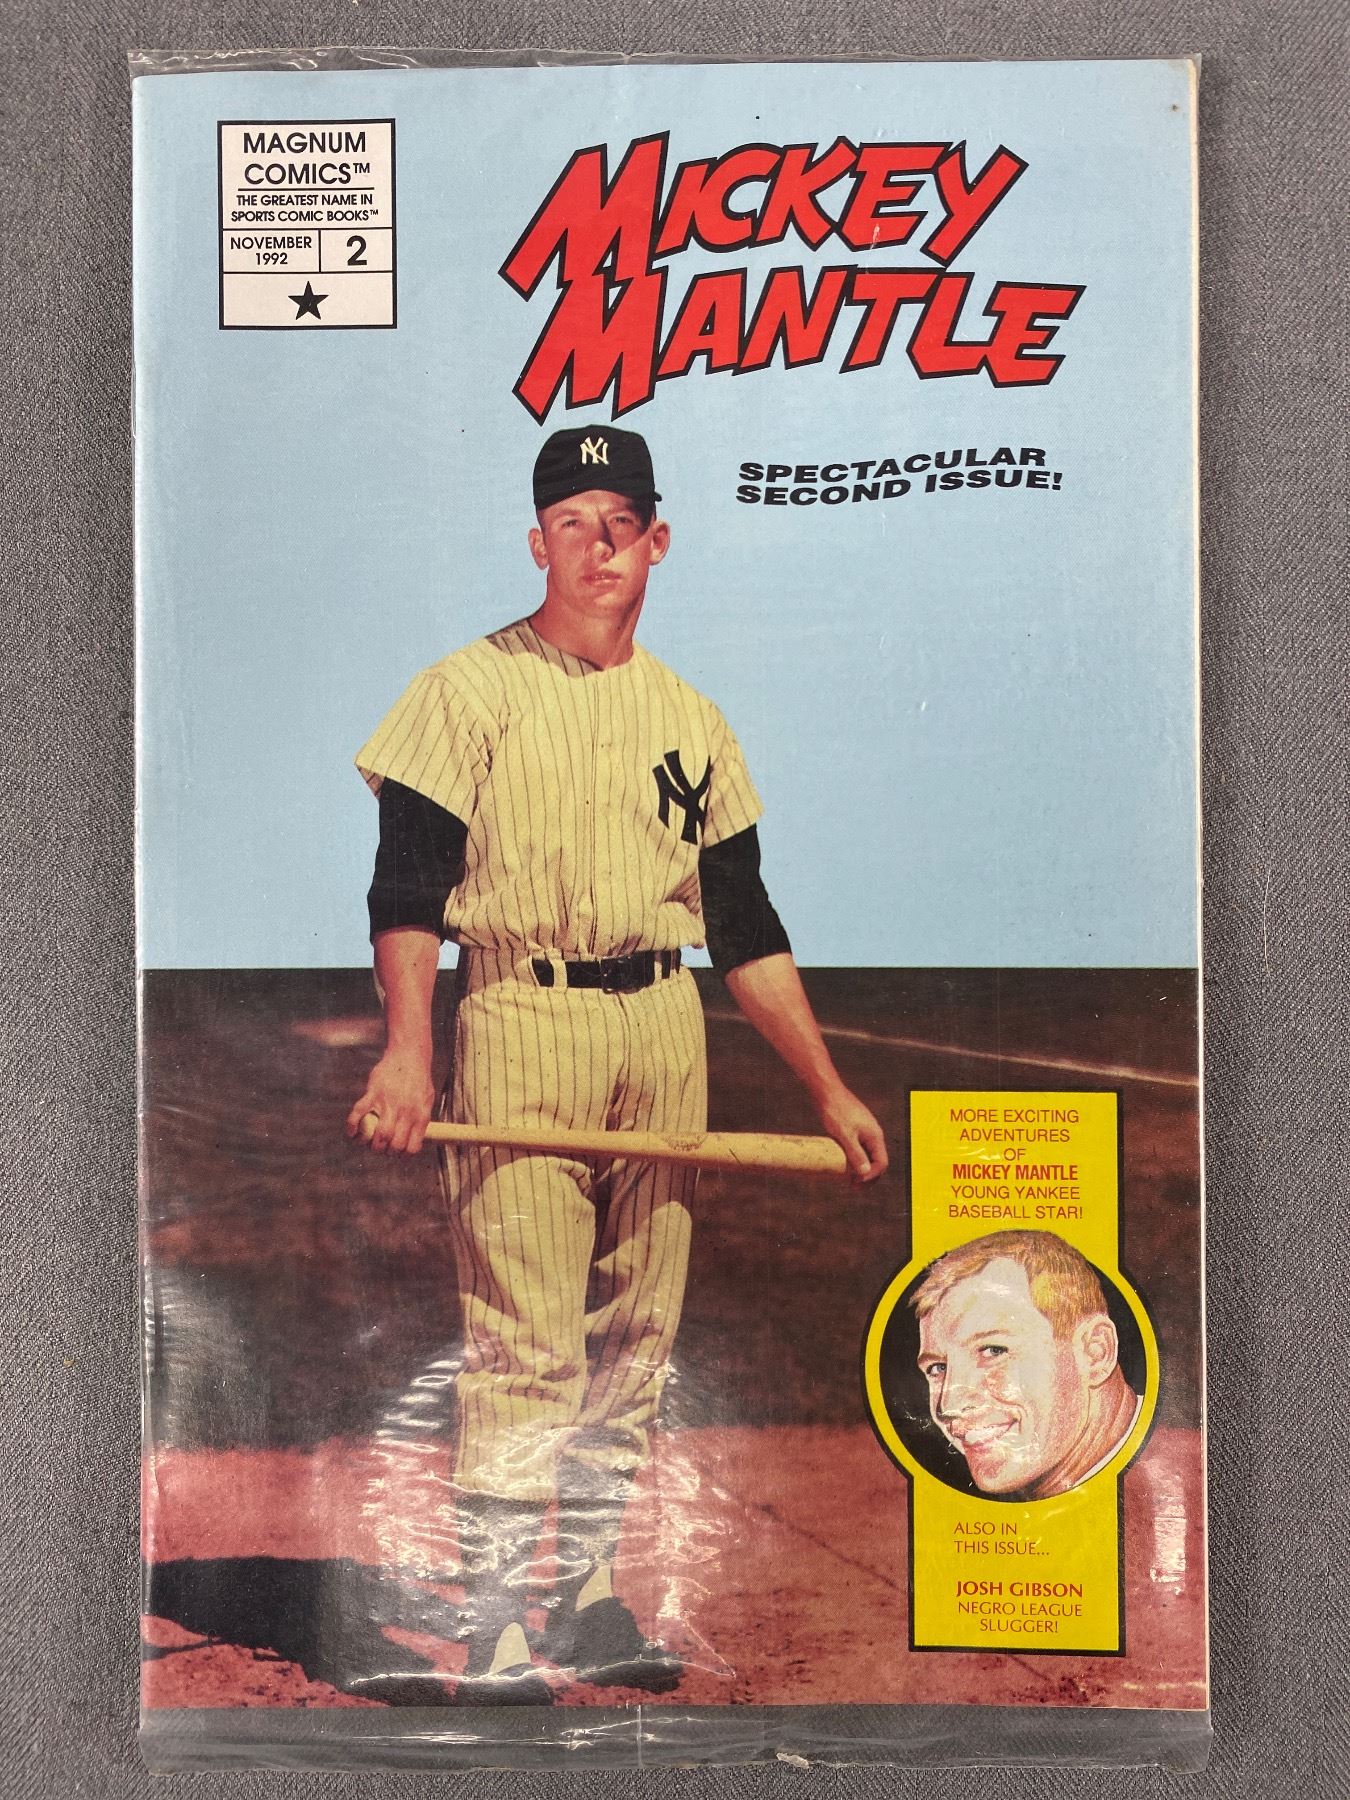 MAGNUM
COMICS™
THE GREATEST NAME IN
SPORTS COMIC BOOKS™
NOVEMBER
1992
2
MICKEY
MANTLE
SPECTACULAR
SECOND ISSUE!
NY
NY
MORE EXCITING
ADVENTURES
OF
MICKEY MANTLE
YOUNG YANKEE
BASEBALL STAR!
ALSO IN
THIS ISSUE...
JOSH GIBSON
NEGRO LEAGUE
SLUGGER!